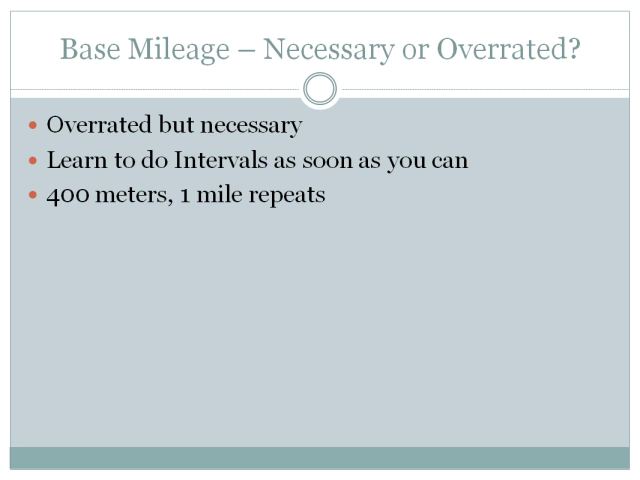 Base Mileage – Necessary or Overrated?
• Overrated but necessary
• Learn to do Intervals as soon as you can
• 400 meters, 1 mile repeats